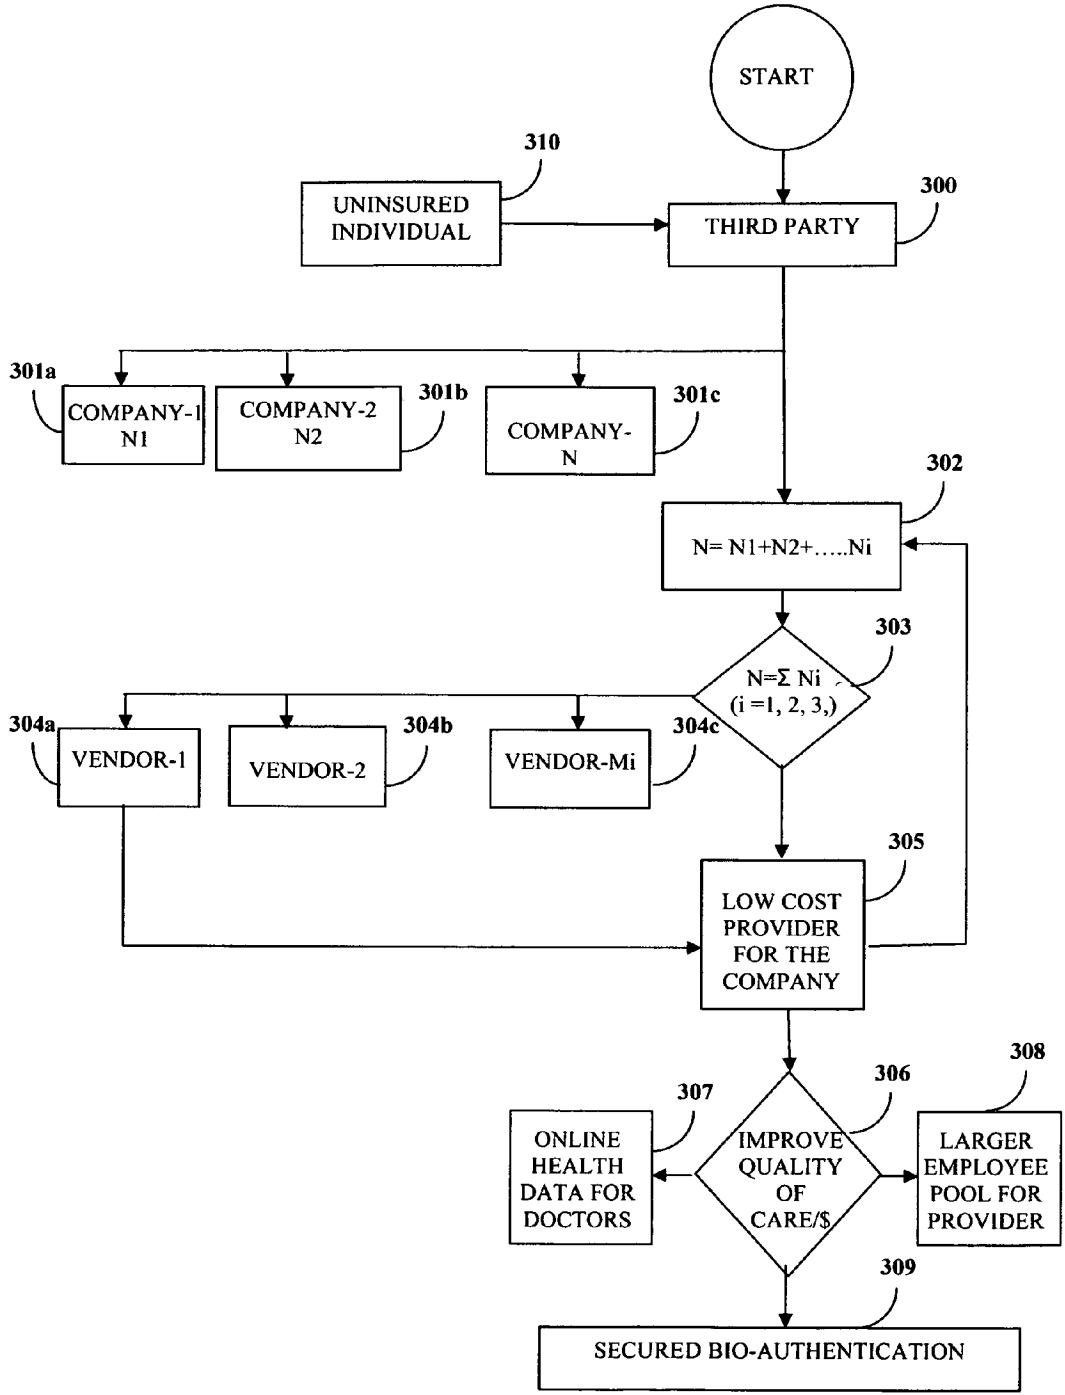 START
310
UNINSURED
INDIVIDUAL
300
THIRD PARTY
301a
COMPANY-1
N1
COMPANY-2
N2
301b
COMPANY-
N
301c
302
N= N1+N2+.....Ni
303
N=Σ Ni
(i =1, 2, 3,)
304a
VENDOR-1
304b
VENDOR-2
304c
VENDOR-Mi
305
LOW COST
PROVIDER
FOR THE
COMPANY
307
ONLINE
HEALTH
DATA FOR
DOCTORS
306
IMPROVE
QUALITY
OF
CARE/$
308
LARGER
EMPLOYEE
POOL FOR
PROVIDER
309
SECURED BIO-AUTHENTICATION